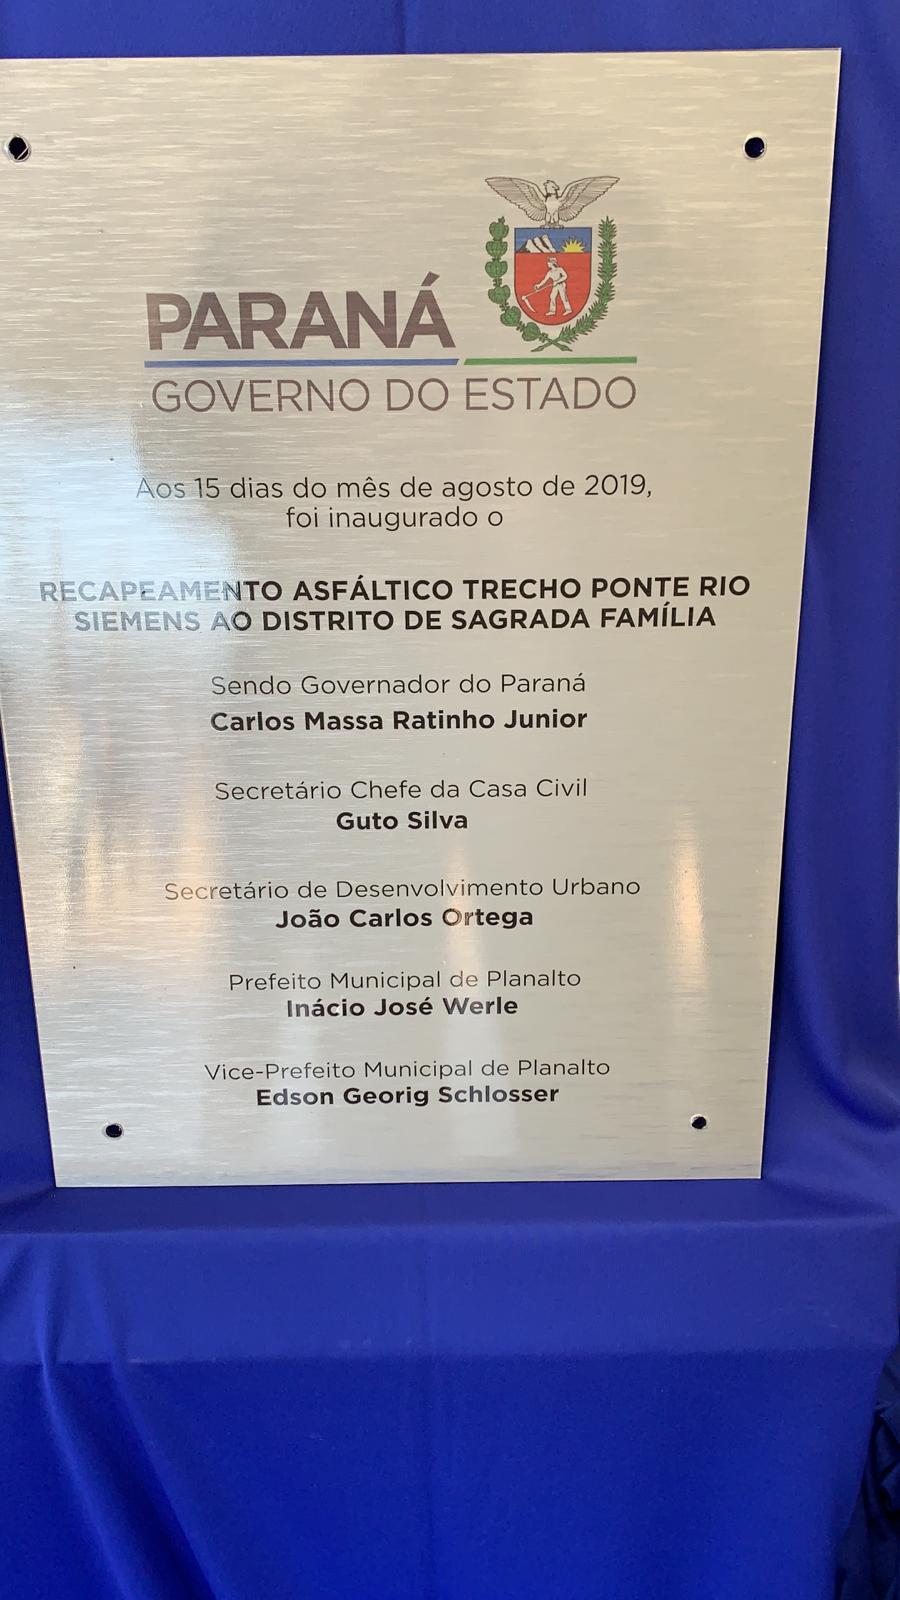 PARANÁ
GOVERNO DO ESTADO
Aos 15 dias do mês de agosto de 2019,
foi inaugurado o
RECAPEAMENTO ASFÁLTICO TRECHO PONTE RIO
SIEMENS AO DISTRITO DE SAGRADA FAMÍLIA
Sendo Governador do Paraná
Carlos Massa Ratinho Junior
Secretário Chefe da Casa Civil
Guto Silva
Secretário de Desenvolvimento Urbano
João Carlos Ortega
Prefeito Municipal de Planalto
Inácio José Werle
Vice-Prefeito Municipal de Planalto
Edson Georig Schlosser